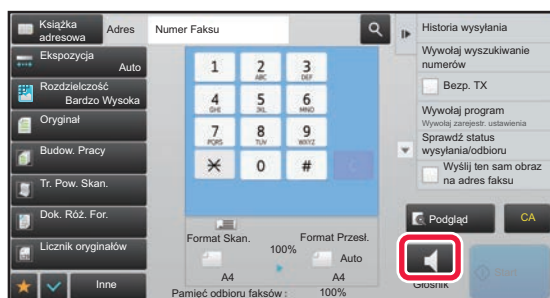 Książka
adresowa
Adres
Numer Faksu
Ekspozycja
Auto
Rozdzielczość
Bardzo Wysoka
Oryginał
Budow. Pracy
Tr. Pow. Skan.
Dok. Róż. For.
Licznik oryginałów
Inne
1
2
ABC
3
DEF
4
GHI
5
JKL
6
MNO
7
PQRS
8
TUV
9
WXYZ
0
#
Format Skan.
100%
Format Przesł.
Auto
A4
A4
Pamięć odbioru faksów :
100%
Historia wysyłania
Wywołaj wyszukiwanie
numerów
Bezp. TX
Wywołaj program
Wywołaj zarejestr. ustawienia
Sprawdź status
wysyłania/odbioru
Wyślij ten sam obraz
na adres faksu
Podgląd
CA
Głośnik
Start